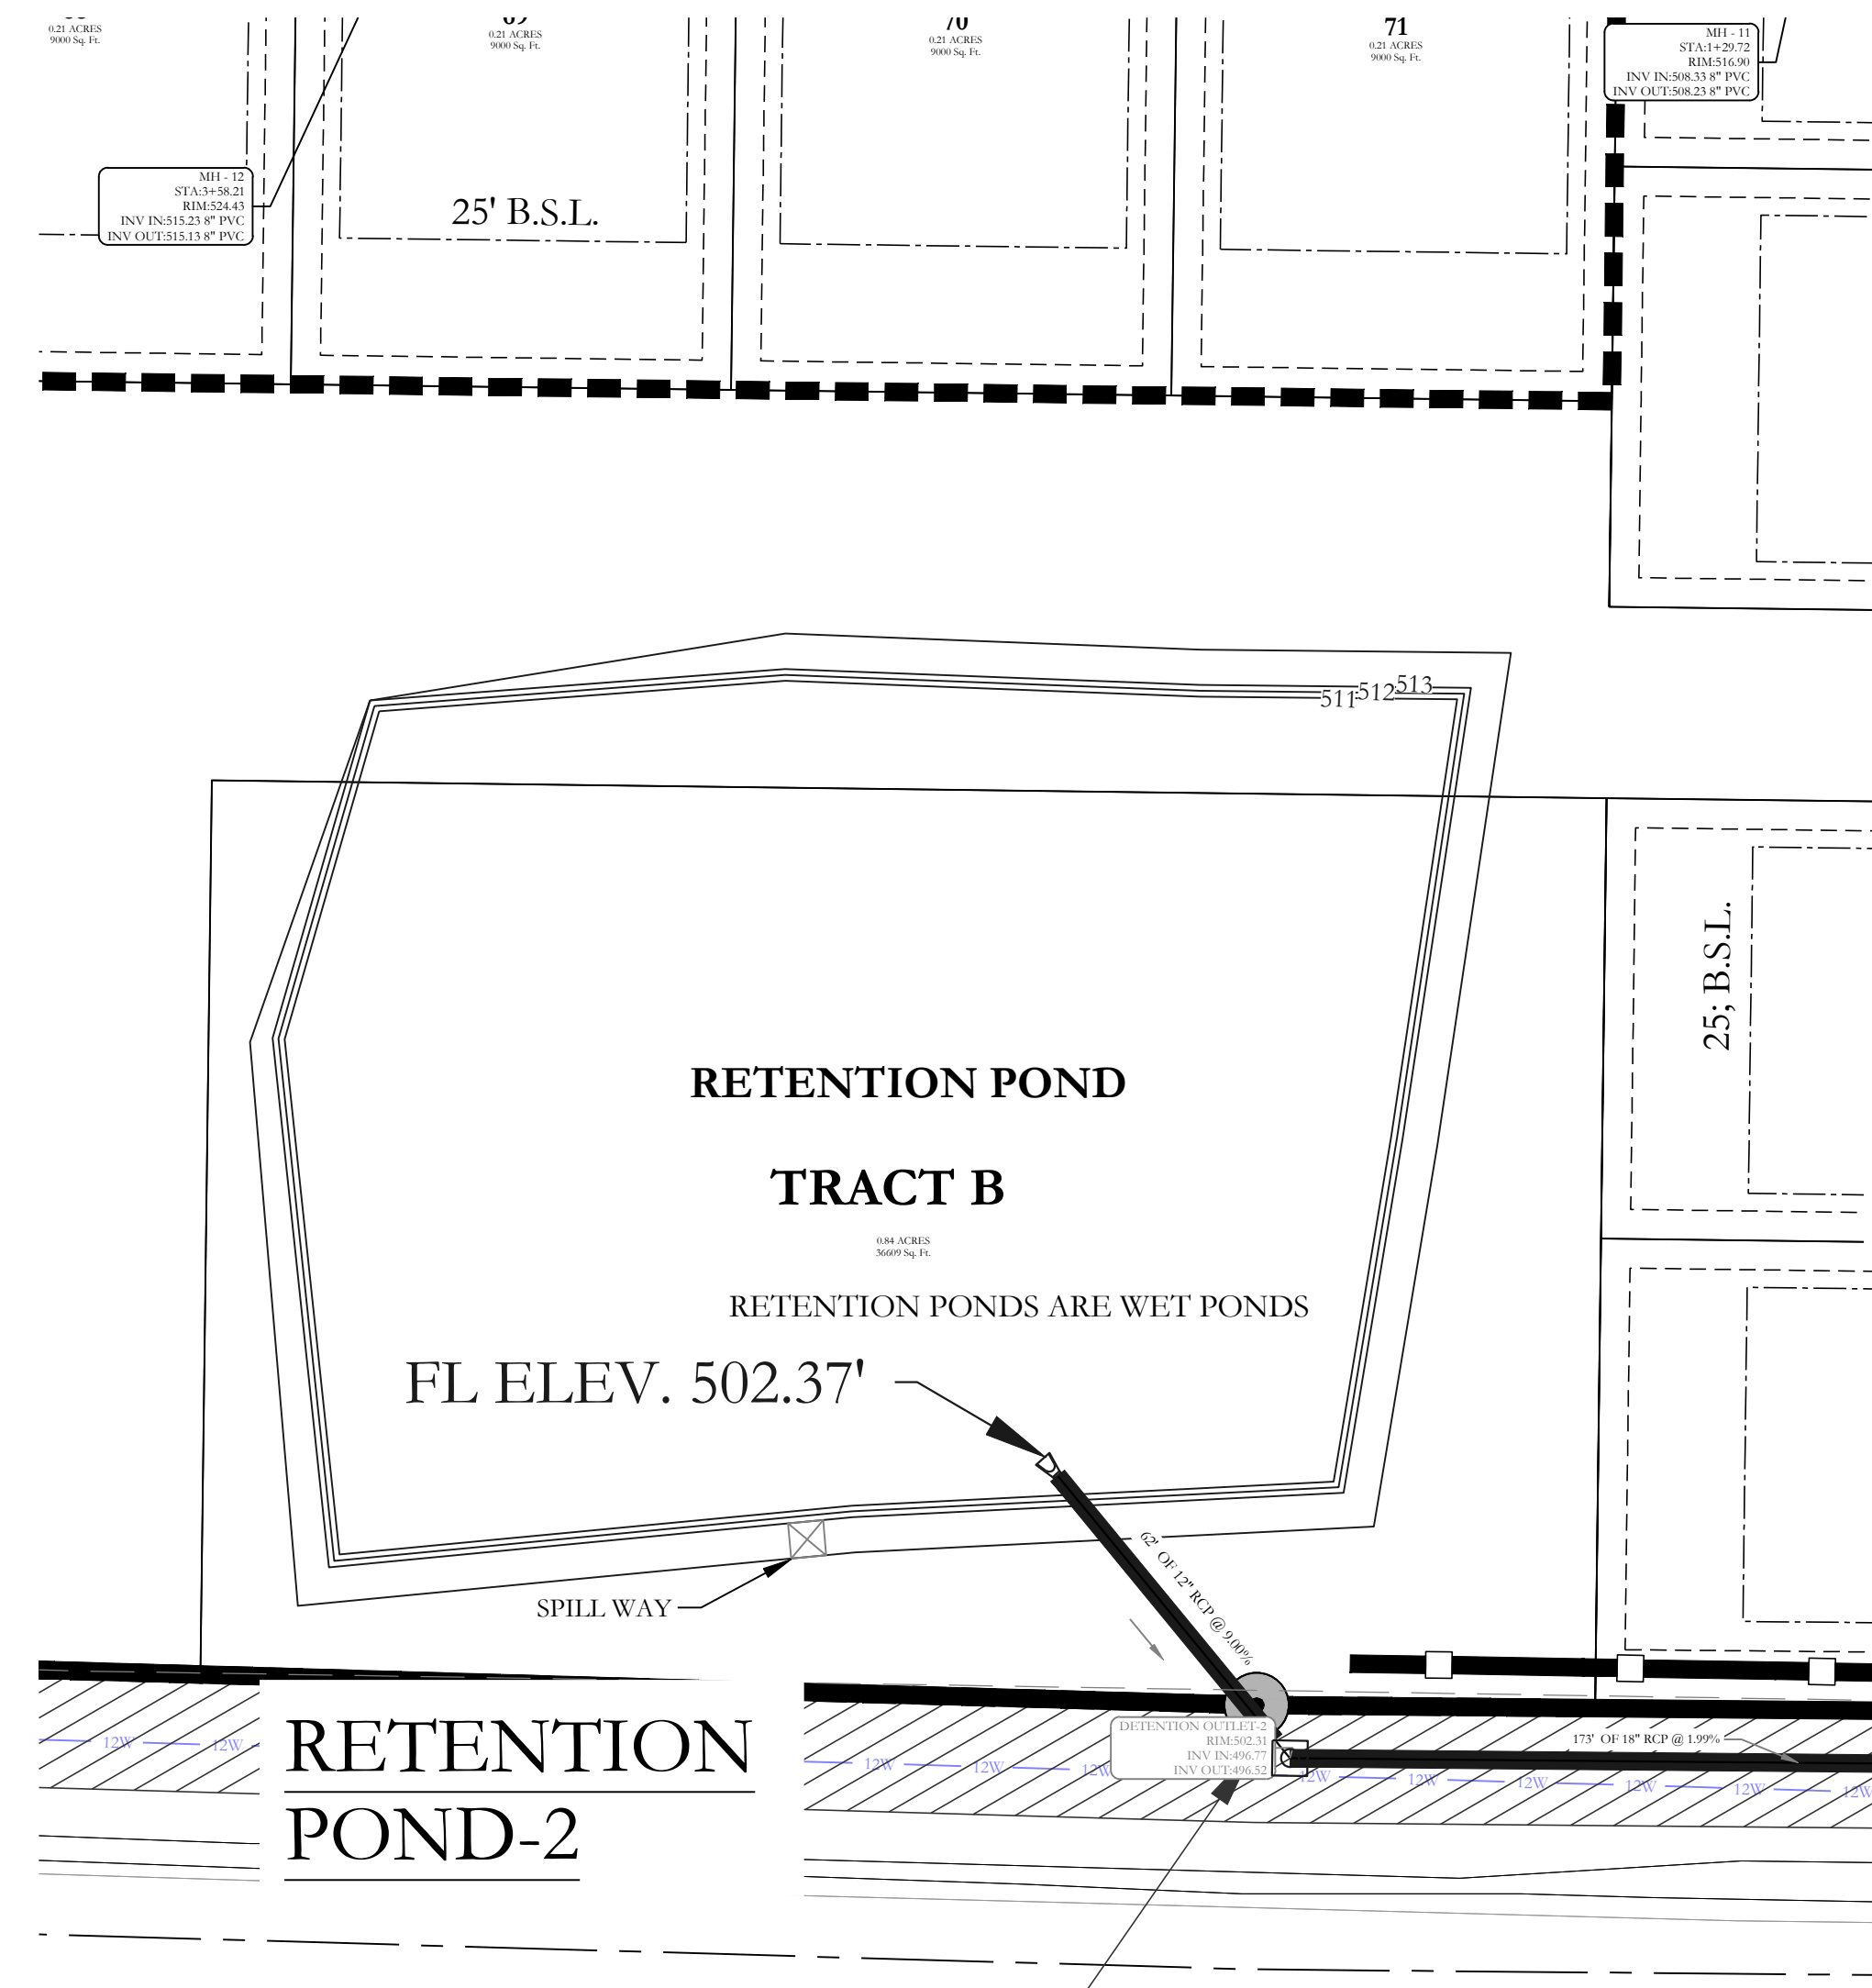 0.21 ACRES
9000 Sq. Ft.
69
0.21 ACRES
9000 Sq. Ft.
70
0.21 ACRES
9000 Sq. Ft.
71
0.21 ACRES
9000 Sq. Ft.
MH - 11
STA:1+29.72
RIM:516.90
INV IN:508.33 8" PVC
INV OUT:508.23 8" PVC
MH - 12
STA:3+58.21
RIM:524.43
INV IN:515.23 8" PVC
INV OUT:515.13 8" PVC
25' B.S.L.
511
512
513
25; B.S.L.
RETENTION POND
TRACT B
0.84 ACRES
36609 Sq. Ft.
RETENTION PONDS ARE WET PONDS
FL ELEV. 502.37'
62' OF 12" RCP @ 9.00%
SPILL WAY
DETENTION OUTLET-2
RIM:502.31
INV IN:496.77
INV OUT:496.52
173' OF 18" RCP @ 1.99%
12W
12W
12W
12W
12W
12W
12W
12W
12W
12W
12W
RETENTION
POND-2